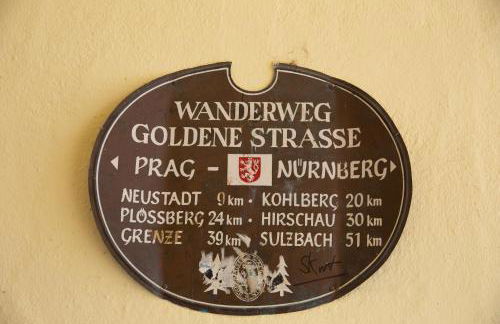 WANDERWEG
GOLDENE STRASSE
PRAG - NÜRNBERG
NEUSTADT 9 km · KOHLBERG 20 km
PLÖSSBERG 24 km · HIRSCHAU 30 km
GRENZE 39 km SULZBACH 51 km